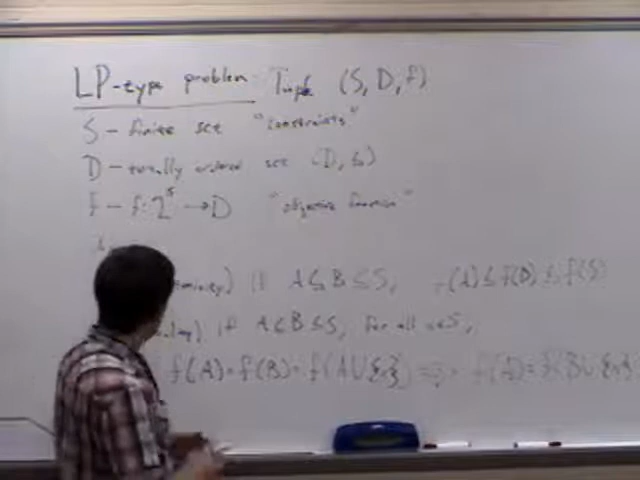 LP-type problem: Tuple (S, D, f)
S - finite set "constraints"
D - totally ordered set (D, ≤)
f - f: 2^S → D "objective function"
if A ⊆ B ⊆ S, f(A) ≤ f(B) ≤ f(S)
if A ⊆ B ⊆ S, for all x∈S,
f(A) = f(B) = f(A∪{x}) ⇒ f(A) = f(B∪{x})